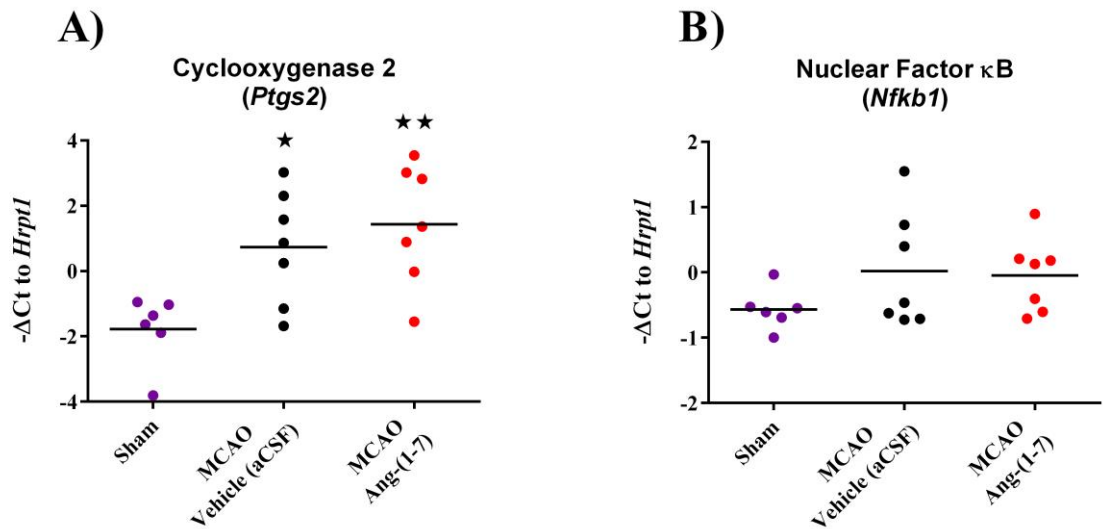 A)
Cyclooxygenase 2
(Ptgs2)
★
★★
-ΔCt to Hrpt1
4
2
0
-2
-4
Sham
MCAO
Vehicle (aCSF)
MCAO
Ang-(1-7)
B)
Nuclear Factor κB
(Nfkb1)
-ΔCt to Hrpt1
2
1
0
-1
-2
Sham
MCAO
Vehicle (aCSF)
MCAO
Ang-(1-7)